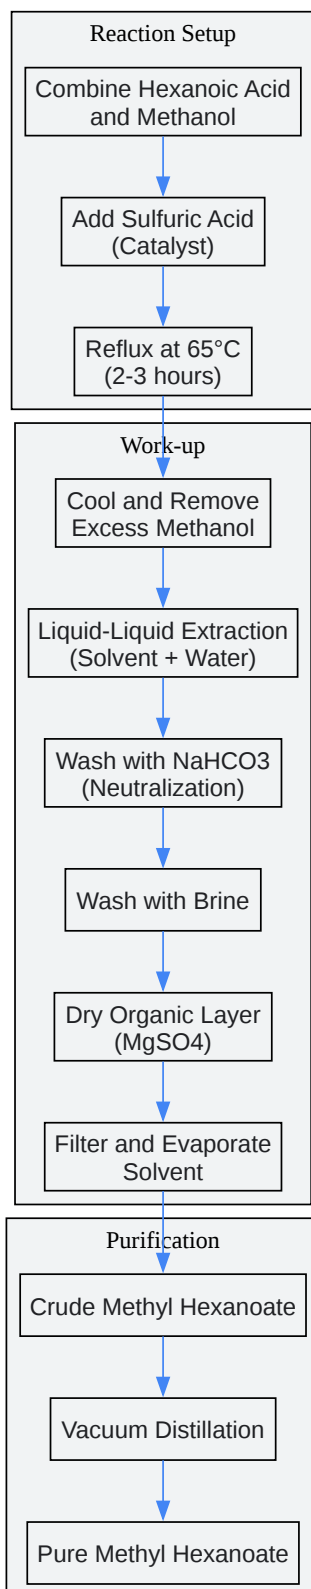 Reaction Setup
Combine Hexanoic Acid
and Methanol
Add Sulfuric Acid
(Catalyst)
Reflux at 65°C
(2-3 hours)
Work-up
Cool and Remove
Excess Methanol
Liquid-Liquid Extraction
(Solvent + Water)
Wash with NaHCO3
(Neutralization)
Wash with Brine
Dry Organic Layer
(MgSO4)
Filter and Evaporate
Solvent
Purification
Crude Methyl Hexanoate
Vacuum Distillation
Pure Methyl Hexanoate